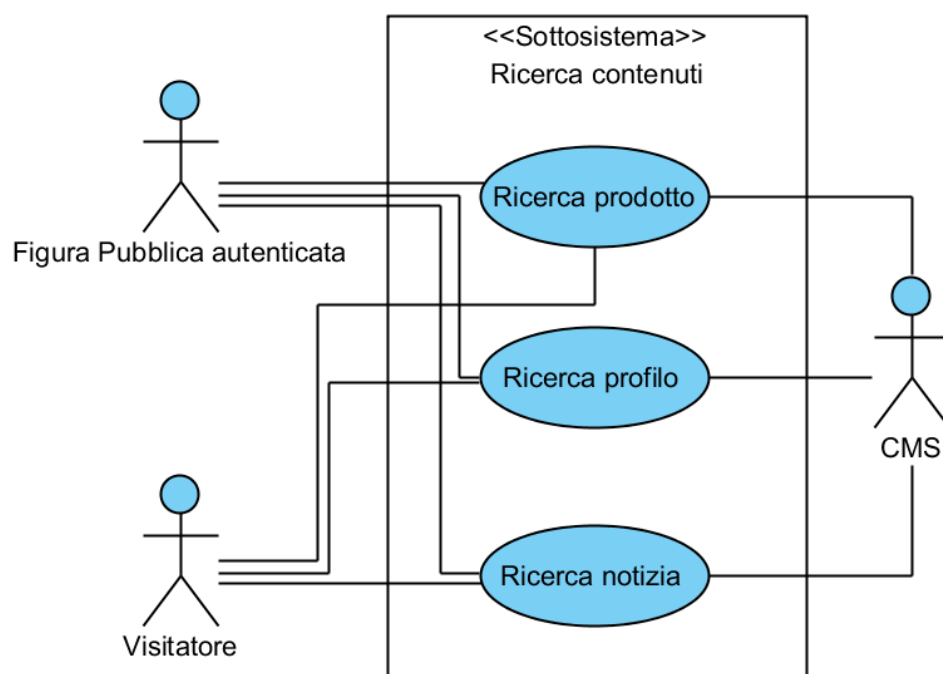 <<Sottosistema>>
Ricerca contenuti
Figura Pubblica autenticata
Ricerca prodotto
Ricerca profilo
CMS
Ricerca notizia
Visitatore